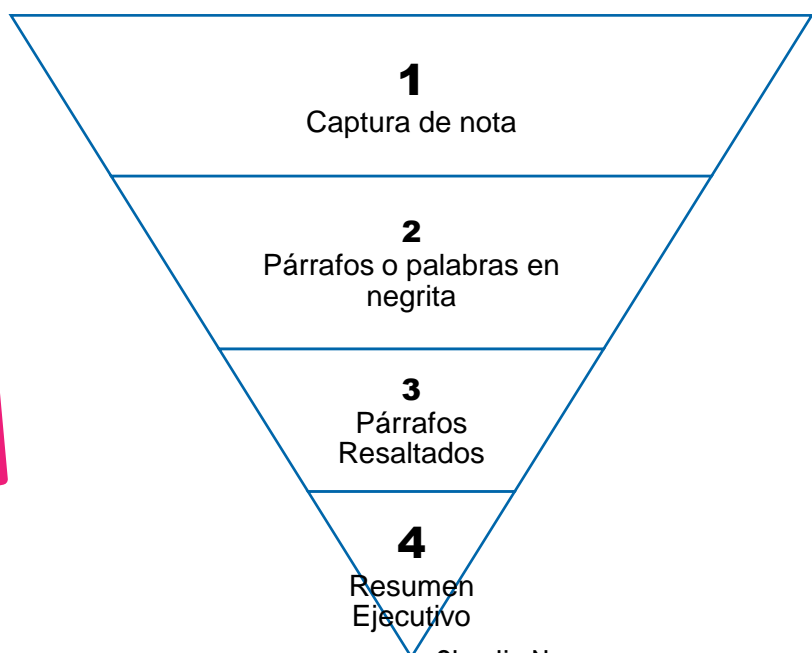 1
Captura de nota
2
Párrafos o palabras en
negrita
3
Párrafos
Resaltados
4
Resumen
Ejecutivo